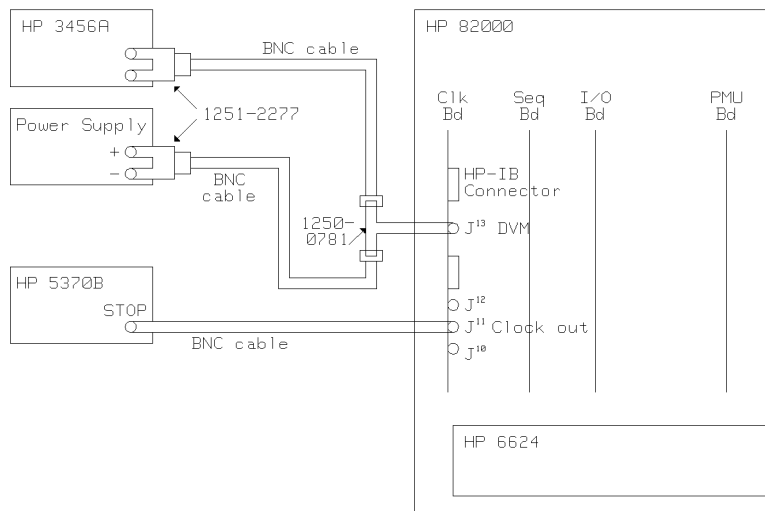 HP 3456A
HP 82000
BNC cable
Clk
Bd
Seq
Bd
I/O
Bd
PMU
Bd
1251-2277
Power Supply
+
-
BNC
cable
HP-IB
Connector
1250-
0781
J13 DVM
HP 5370B
STOP
J12
J11 Clock out
J10
BNC cable
HP 6624